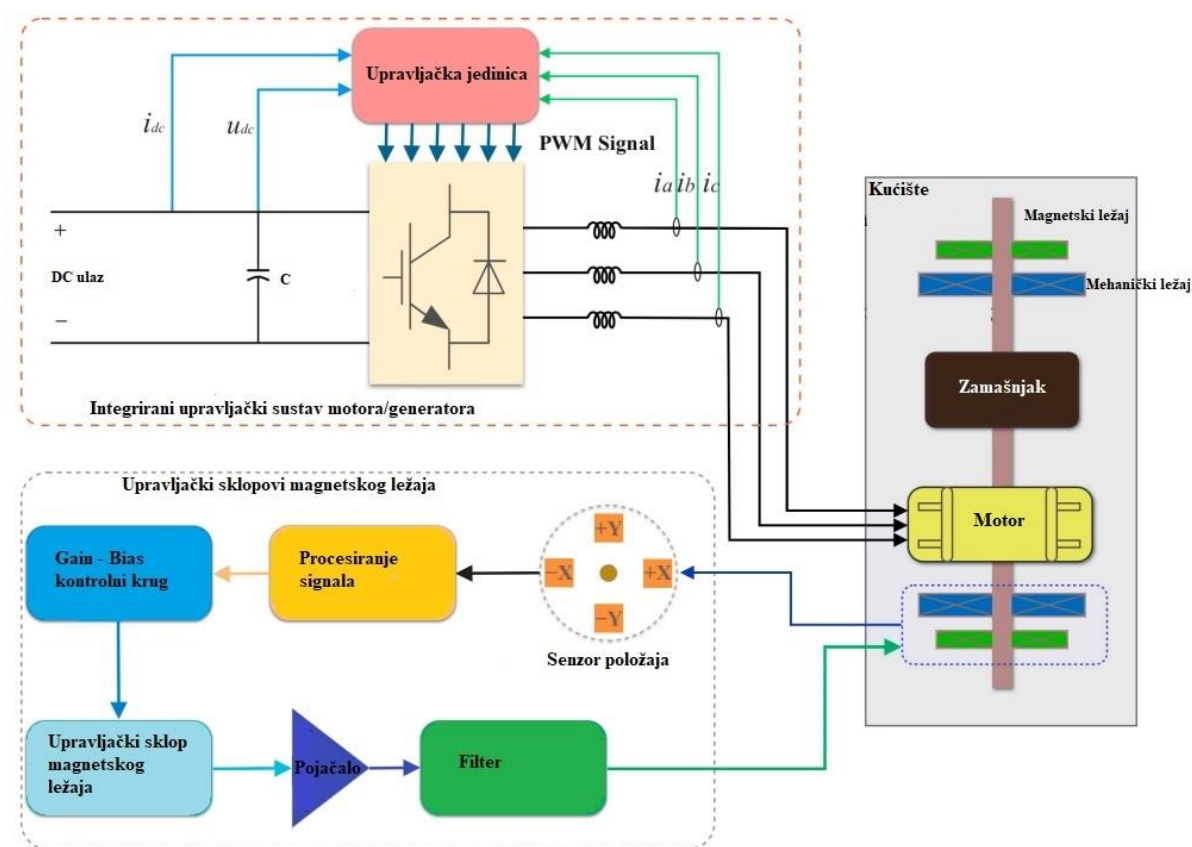 Upravljačka jedinica
i dc
u dc
PWM Signal
ia ib ic
+
DC ulaz
C
−
Integrirani upravljački sustav motora/generatora
Kućište
Magnetski ležaj
Mehanički ležaj
Zamašnjak
Motor
Upravljački sklopovi magnetskog ležaja
Gain - Bias
kontrolni krug
Procesiranje
signala
+Y
−X
+X
−Y
Senzor položaja
Upravljački sklop
magnetskog
ležaja
Pojačalo
Filter